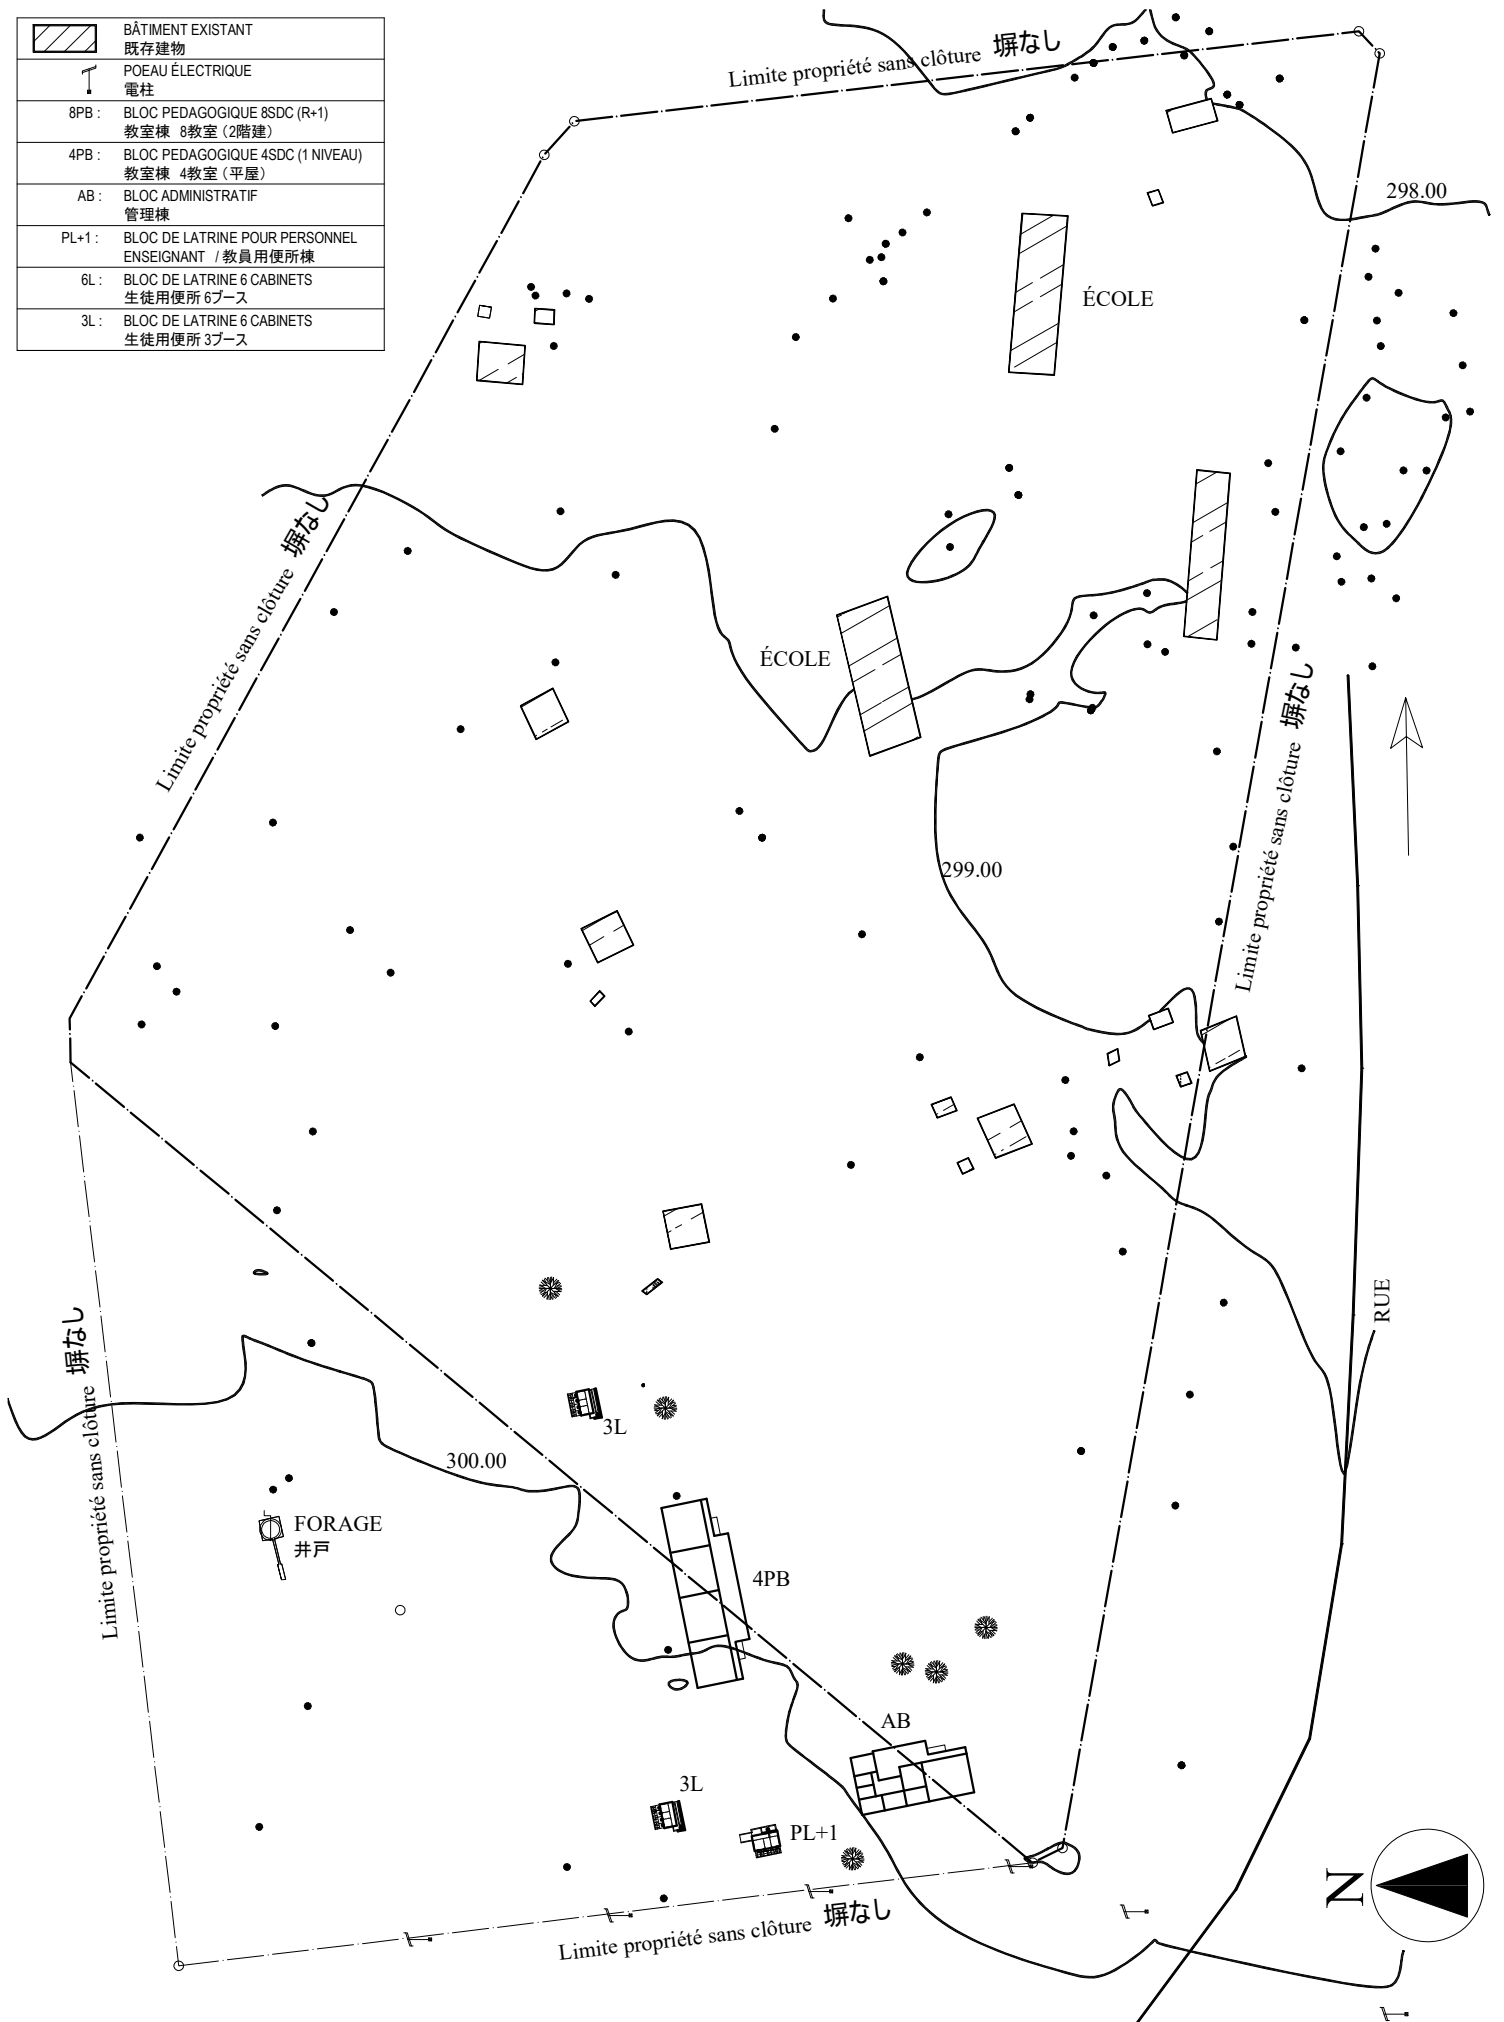 BÂTIMENT EXISTANT
既存建物
POEAU ÉLECTRIQUE
電柱
8PB : BLOC PEDAGOGIQUE 8SDC (R+1)
教室棟 8教室（2階建）
4PB : BLOC PEDAGOGIQUE 4SDC (1 NIVEAU)
教室棟 4教室（平屋）
AB : BLOC ADMINISTRATIF
管理棟
PL+1 : BLOC DE LATRINE POUR PERSONNEL
ENSEIGNANT / 教員用便所棟
6L : BLOC DE LATRINE 6 CABINETS
生徒用便所 6ブース
3L : BLOC DE LATRINE 6 CABINETS
生徒用便所 3ブース
Limite propriété sans clôture 塀なし
298.00
ÉCOLE
Limite propriété sans clôture 塀なし
ÉCOLE
Limite propriété sans clôture 塀なし
299.00
RUE
Limite propriété sans clôture 塀なし
3L
300.00
FORAGE
井戸
4PB
AB
3L
PL+1
N
Limite propriété sans clôture 塀なし